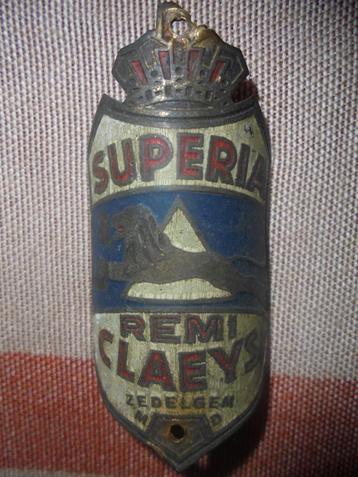 SUPERIA
REMI
CLAEYS
ZEDELGEM
M D